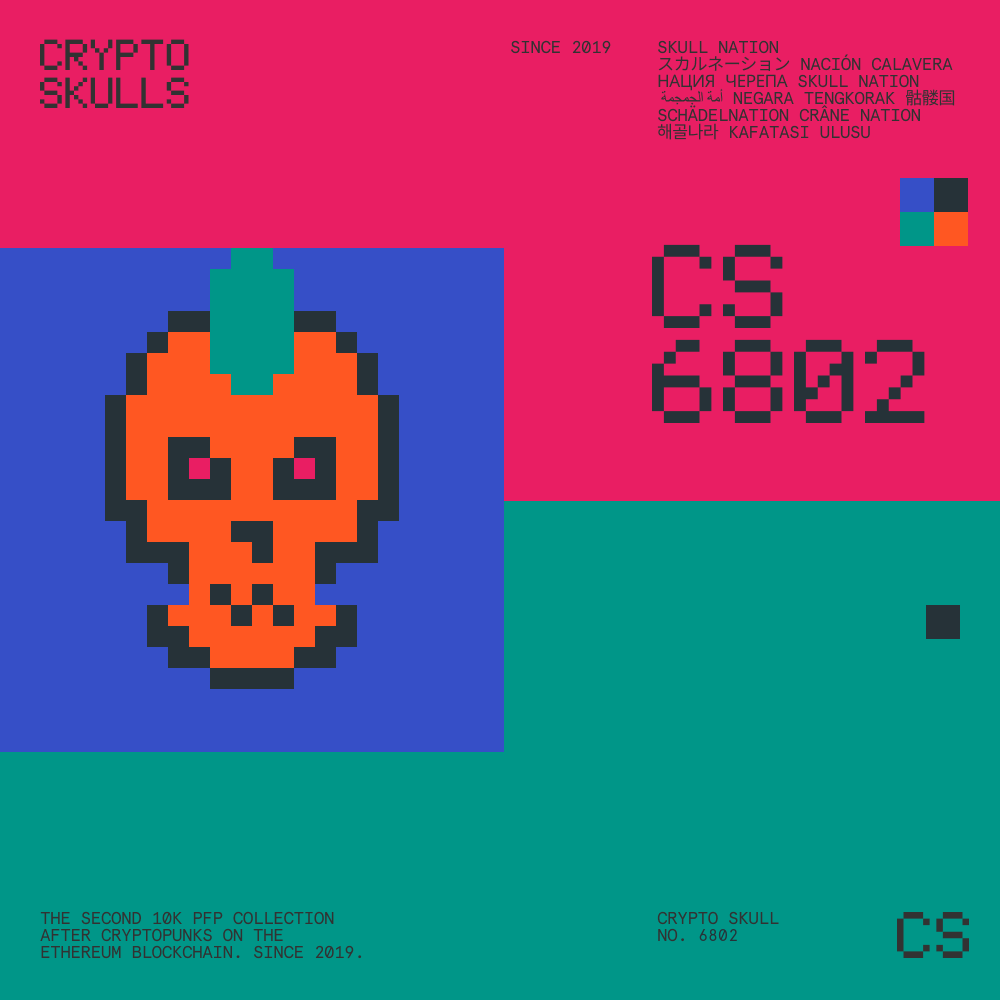 CRYPTO
SKULLS
SINCE 2019
SKULL NATION
スカルネーション NACIÓN CALAVERA
НАЦИЯ ЧЕРЕПА SKULL NATION
أمة الجمجمة NEGARA TENGKORAK 骷髅国
SCHÄDELNATION CRÂNE NATION
해골나라 KAFATASI ULUSU
CS
6802
THE SECOND 10K PFP COLLECTION
AFTER CRYPTOPUNKS ON THE
ETHEREUM BLOCKCHAIN. SINCE 2019.
CRYPTO SKULL
NO. 6802
CS